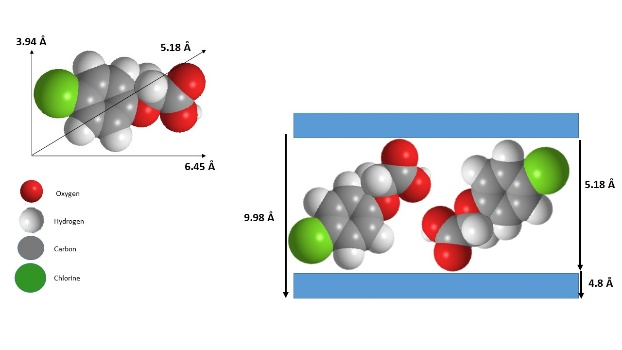 3.94 Å
5.18 Å
6.45 Å
Oxygen
Hydrogen
Carbon
Chlorine
9.98 Å
5.18 Å
4.8 Å